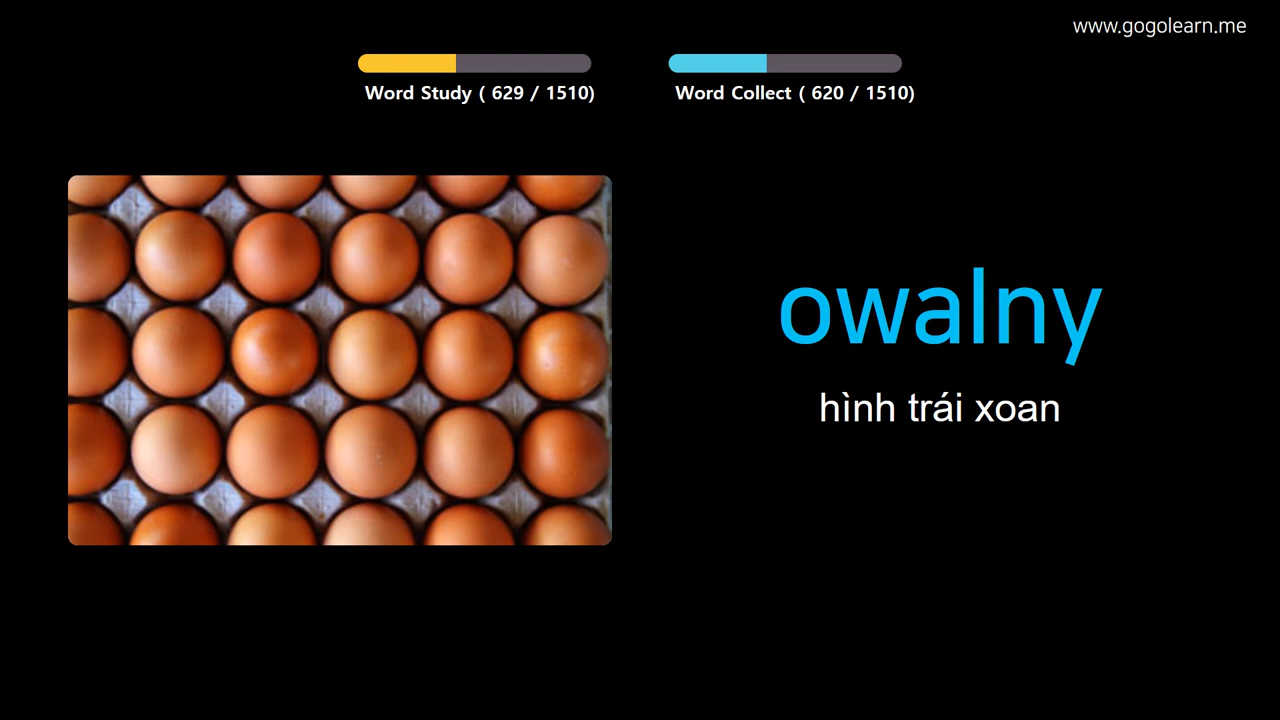 www.gogolearn.me
Word Study ( 629 / 1510)
Word Collect ( 620 / 1510)
owalny
hình trái xoan